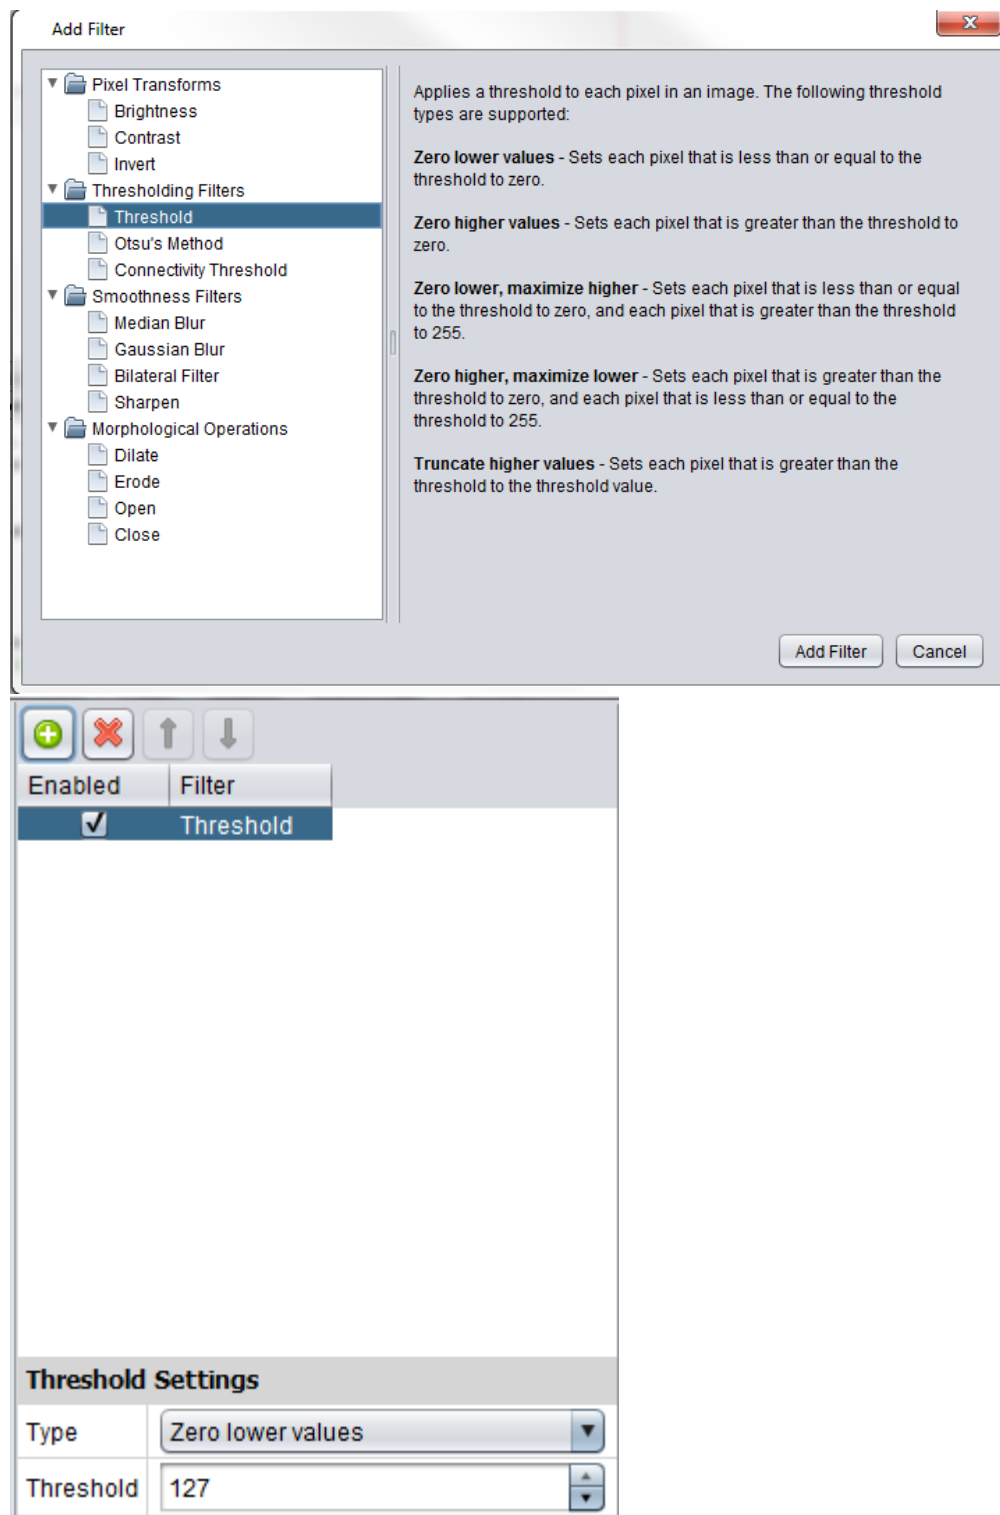 Add Filter
Pixel Transforms
Brightness
Contrast
Invert
Thresholding Filters
Threshold
Otsu's Method
Connectivity Threshold
Smoothness Filters
Median Blur
Gaussian Blur
Bilateral Filter
Sharpen
Morphological Operations
Dilate
Erode
Open
Close
Applies a threshold to each pixel in an image. The following threshold
types are supported:
Zero lower values - Sets each pixel that is less than or equal to the
threshold to zero.
Zero higher values - Sets each pixel that is greater than the threshold to
zero.
Zero lower, maximize higher - Sets each pixel that is less than or equal
to the threshold to zero, and each pixel that is greater than the threshold
to 255.
Zero higher, maximize lower - Sets each pixel that is greater than the
threshold to zero, and each pixel that is less than or equal to the
threshold to 255.
Truncate higher values - Sets each pixel that is greater than the
threshold to the threshold value.
Add Filter Cancel
Enabled Filter
Threshold
Threshold Settings
Type Zero lower values
Threshold 127